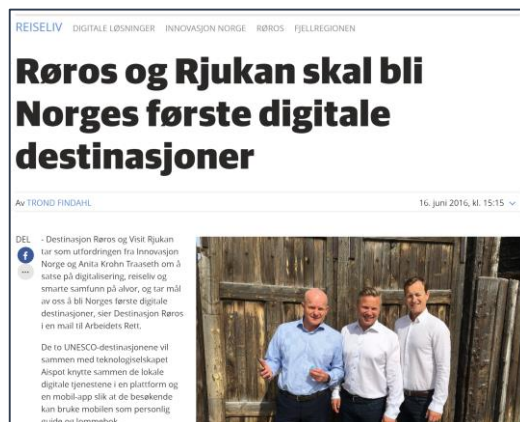 REISELIV DIGITALE LØSNINGER INNOVASJON NORGE RØROS FJELLREGIONEN
Røros og Rjukan skal bli
Norges første digitale
destinasjoner
Av TROND FINDAHL 16. juni 2016, kl. 15:15
DEL
- Destinasjon Røros og Visit Rjukan
tar som utfordringen fra Innovasjon
Norge og Anita Krohn Traaseth om å
satse på digitalisering, reiseliv og
smarte samfunn på alvor, og tar mål
av oss å bli Norges første digitale
destinasjoner, sier Destinasjon Røros
i en mail til Arbeidets Rett.
De to UNESCO-destinasjonene vil
sammen med teknologiselskapet
Aispot knytte sammen de lokale
digitale tjenestene i en plattform og
en mobil-app slik at de besøkende
kan bruke mobilen som personlig
guide og lommebok